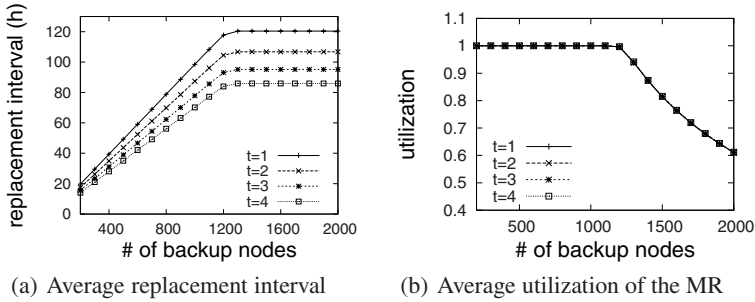 replacement interval (h)
120
100
80
60
40
20
0
t=1
t=2
t=3
t=4
400
800
1200
1600
2000
# of backup nodes
(a) Average replacement interval
utilization
1.1
1
0.9
0.8
0.7
0.6
0.5
0.4
t=1
t=2
t=3
t=4
500
1000
1500
2000
# of backup nodes
(b) Average utilization of the MR